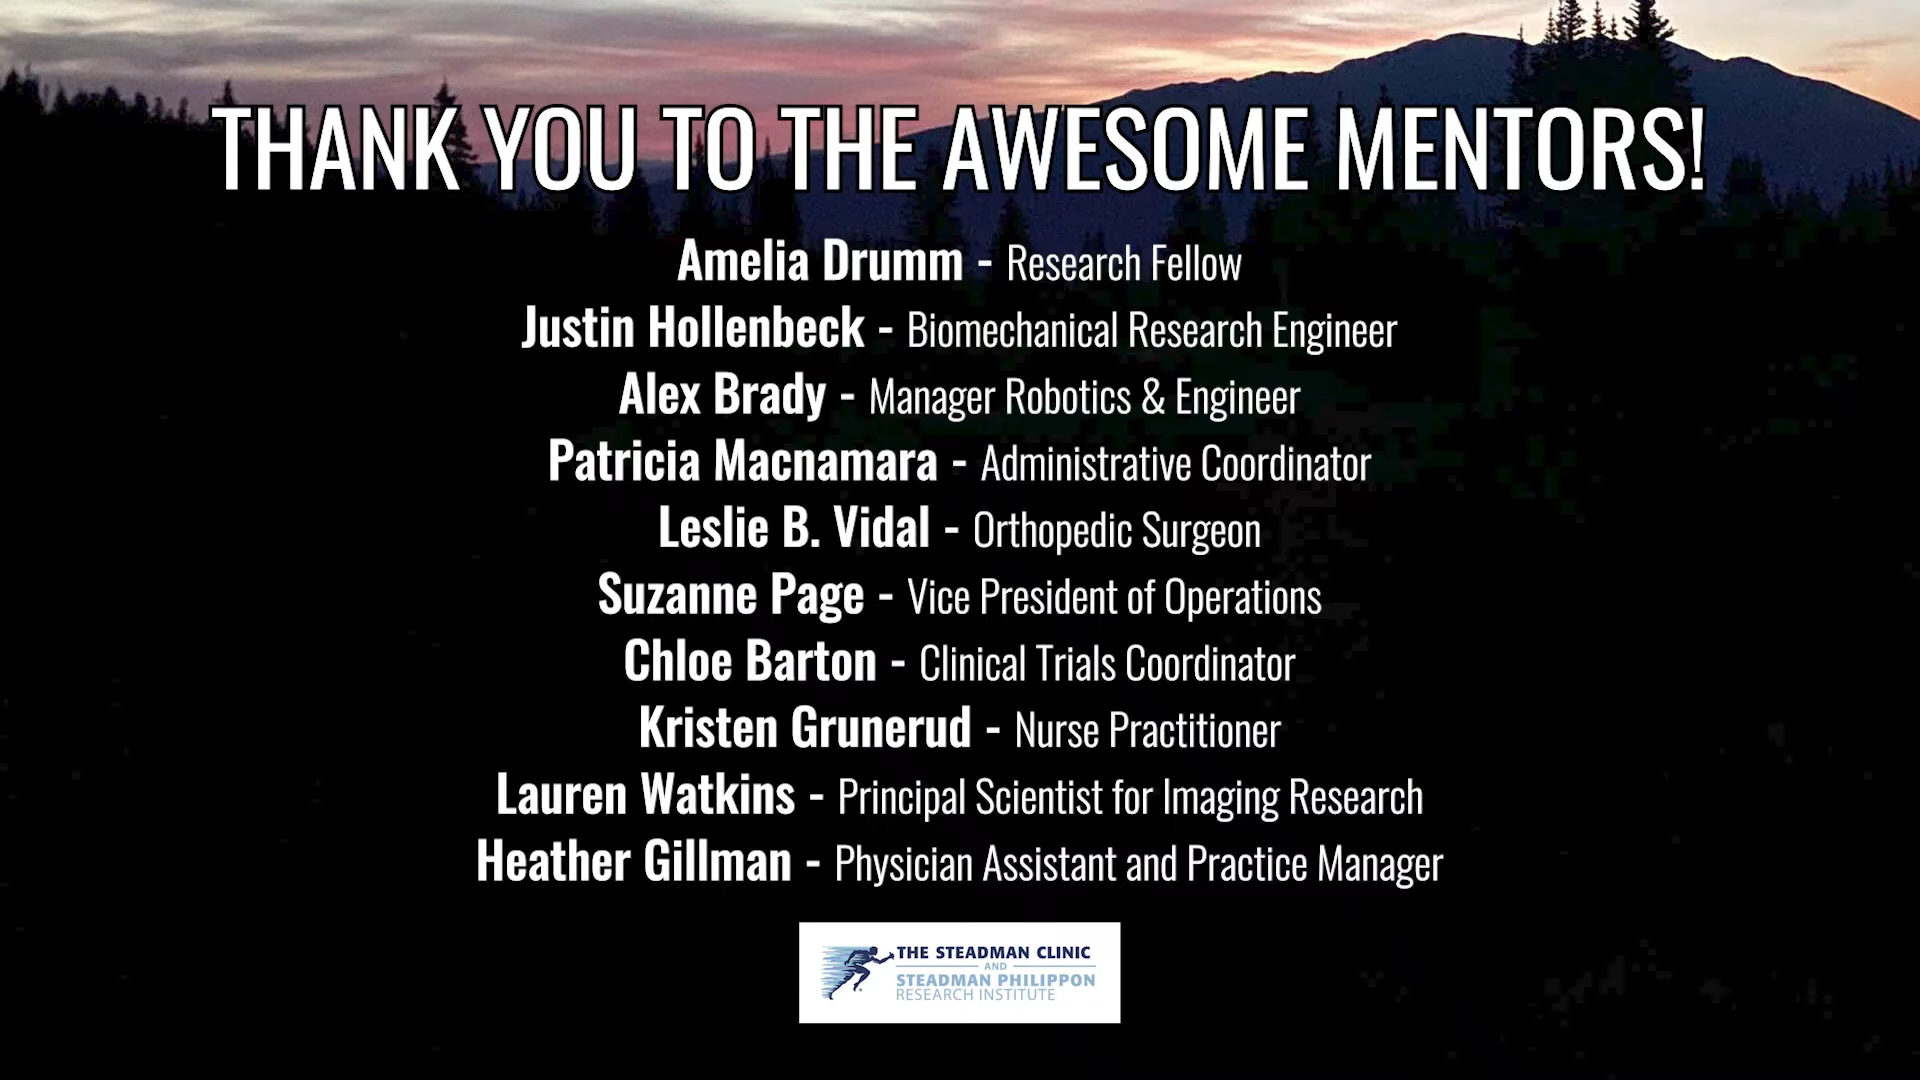 THANK YOU TO THE AWESOME MENTORS!
Amelia Drumm - Research Fellow
Justin Hollenbeck - Biomechanical Research Engineer
Alex Brady - Manager Robotics & Engineer
Patricia Macnamara - Administrative Coordinator
Leslie B. Vidal - Orthopedic Surgeon
Suzanne Page - Vice President of Operations
Chloe Barton - Clinical Trials Coordinator
Kristen Grunerud - Nurse Practitioner
Lauren Watkins - Principal Scientist for Imaging Research
Heather Gillman - Physician Assistant and Practice Manager
THE STEADMAN CLINIC
AND
STEADMAN PHILIPPON
RESEARCH INSTITUTE